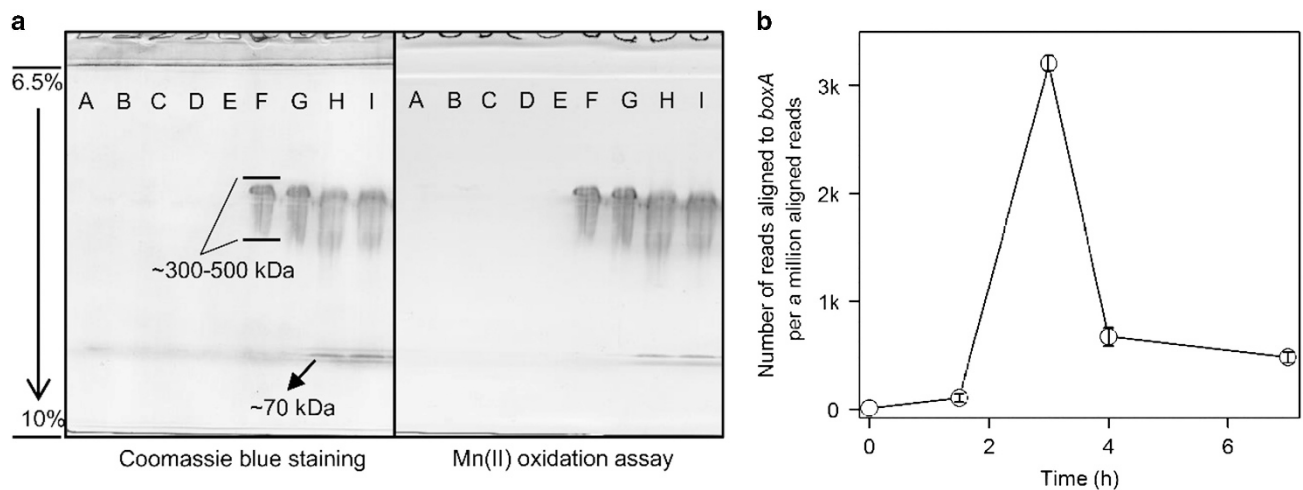 a
6.5%
A B C D E F G H I
~300-500 kDa
~70 kDa
10%
Coomassie blue staining
A B C D E F G H I
Mn(II) oxidation assay
b
Number of reads aligned to boxA
per a million aligned reads
3k
2k
1k
0
0 2 4 6
Time (h)